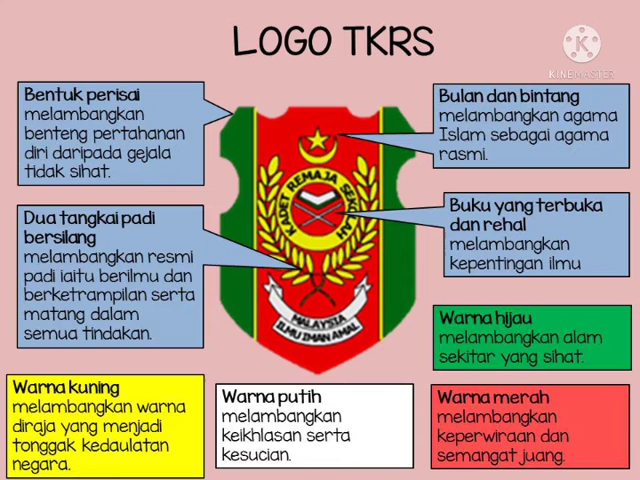 LOGO TKRS
K
KINEMASTER
Bentuk perisai
melambangkan
benteng pertahanan
diri daripada gejala
tidak sihat.
Bulan dan bintang
melambangkan agama
Islam sebagai agama
rasmi.
Dua tangkai padi
bersilang
melambangkan resmi
padi iaitu berilmu dan
berketrampilan serta
matang dalam
semua tindakan.
Buku yang terbuka
dan rehal
melambangkan
kepentingan ilmu
KADET REMAJA SEKOLAH
MALAYSIA
ILMU IMAN AMAL
Warna hijau
melambangkan alam
sekitar yang sihat.
Warna kuning
melambangkan warna
diraja yang menjadi
tonggak kedaulatan
negara.
Warna putih
melambangkan
keikhlasan serta
kesucian.
Warna merah
melambangkan
keperwiraan dan
semangat juang.